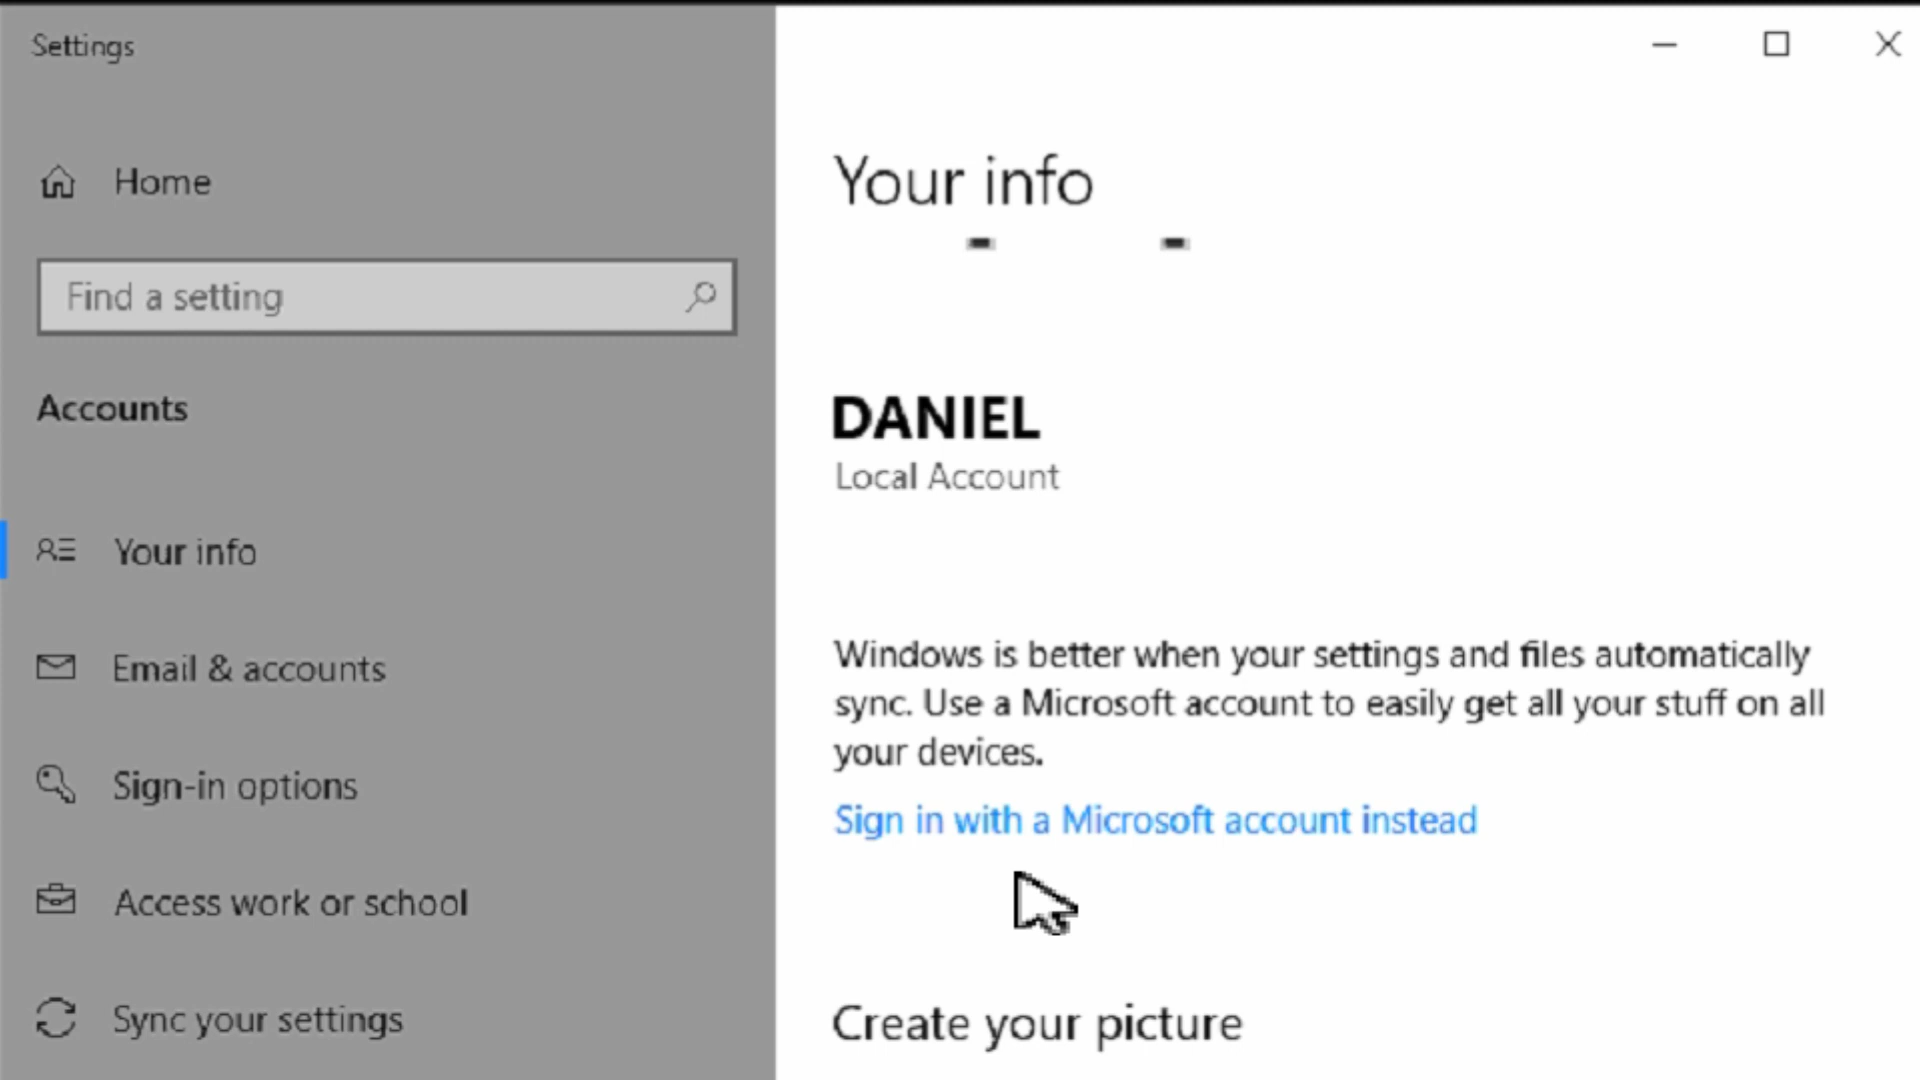 Settings
Home
Find a setting
Accounts
Your info
Email & accounts
Sign-in options
Access work or school
Sync your settings
Your info
DANIEL
Local Account
Windows is better when your settings and files automatically
sync. Use a Microsoft account to easily get all your stuff on all
your devices.
Sign in with a Microsoft account instead
Create your picture